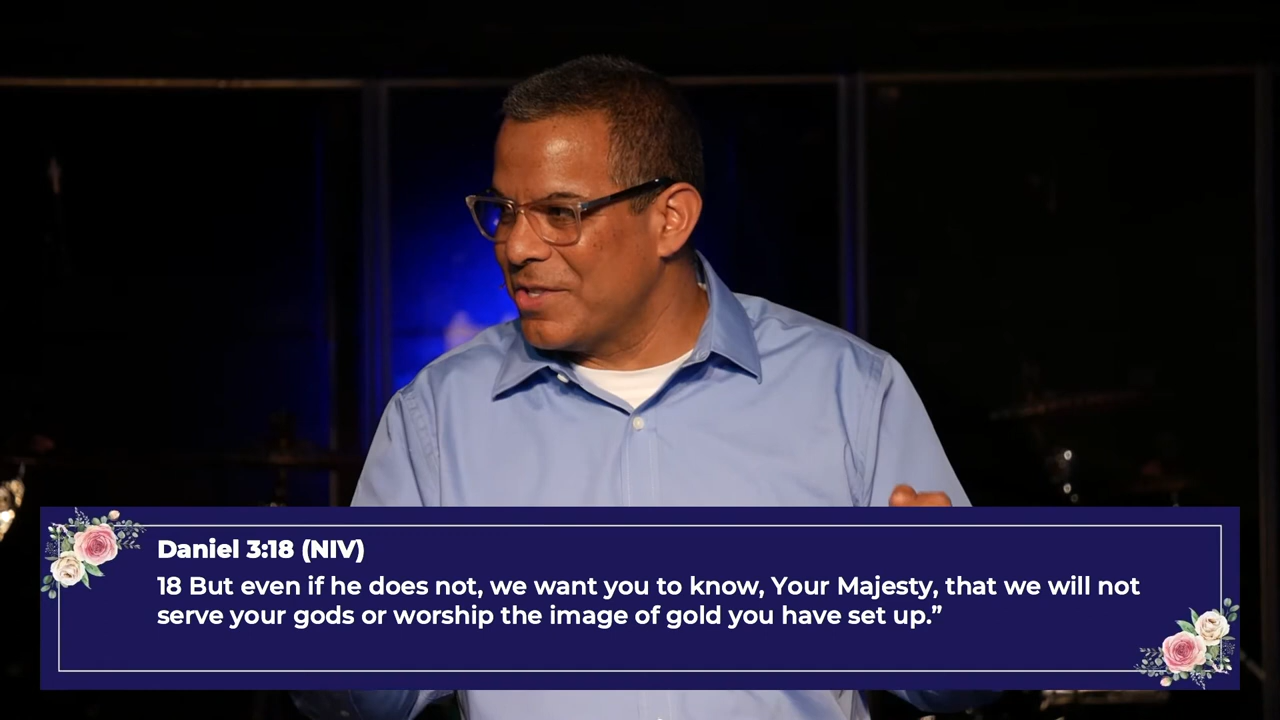 Daniel 3:18 (NIV)
18 But even if he does not, we want you to know, Your Majesty, that we will not
serve your gods or worship the image of gold you have set up.”